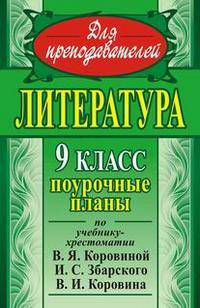 Для
преподавателей
ЛИТЕРАТУРА
9 КЛАСС
поурочные
планы
по
учебнику-
хрестоматии
В. Я. Коровиной
И. С. Збарского
В. И. Коровина